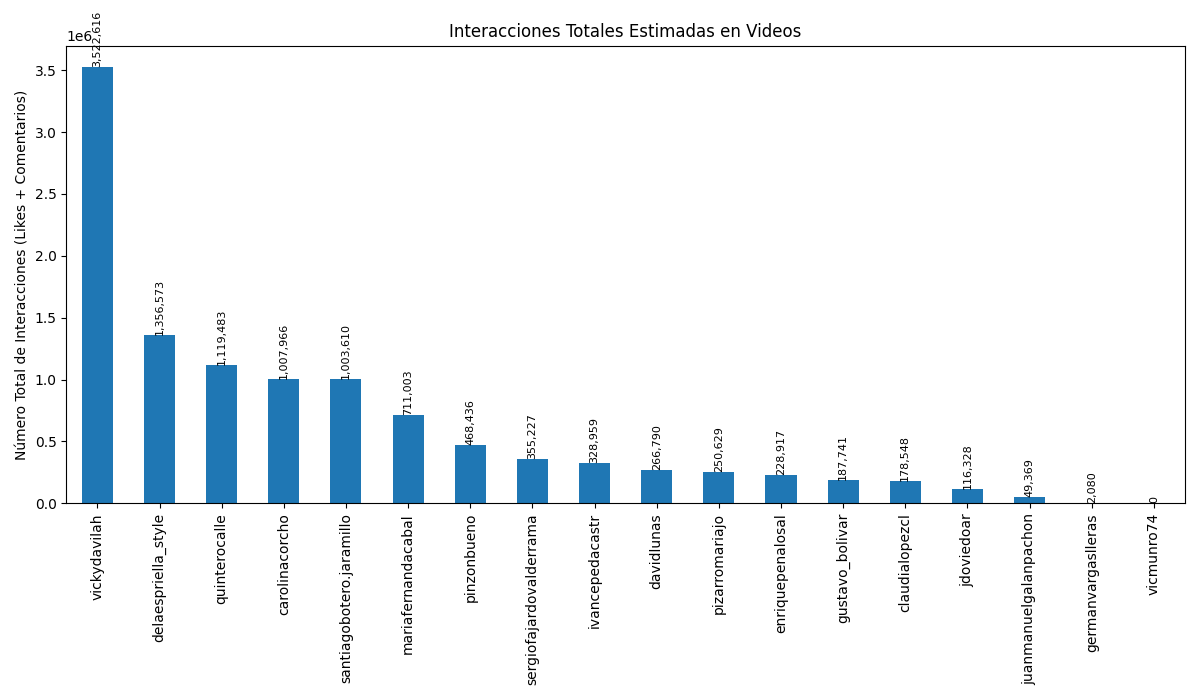 Interacciones Totales Estimadas en Videos
1e6
Número Total de Interacciones (Likes + Comentarios)
3.5
3.0
2.5
2.0
1.5
1.0
0.5
0.0
3,522,616
1,356,573
1,119,483
1,007,966
1,003,610
711,003
468,436
355,227
328,959
266,790
250,629
228,917
187,741
178,548
116,328
49,369
2,080
0
vickydavilah
delaespriella_style
quinterocalle
carolinacorcho
santiagobotero.jaramillo
mariafernandacabal
pinzonbueno
sergiofajardovalderrama
ivancepedacastr
davidlunas
pizarromariajo
enriquepenalosal
gustavo_bolivar
claudialopezcl
jdoviedoar
juanmanuelgalanpachon
germanvargaslleras
vicmunro74